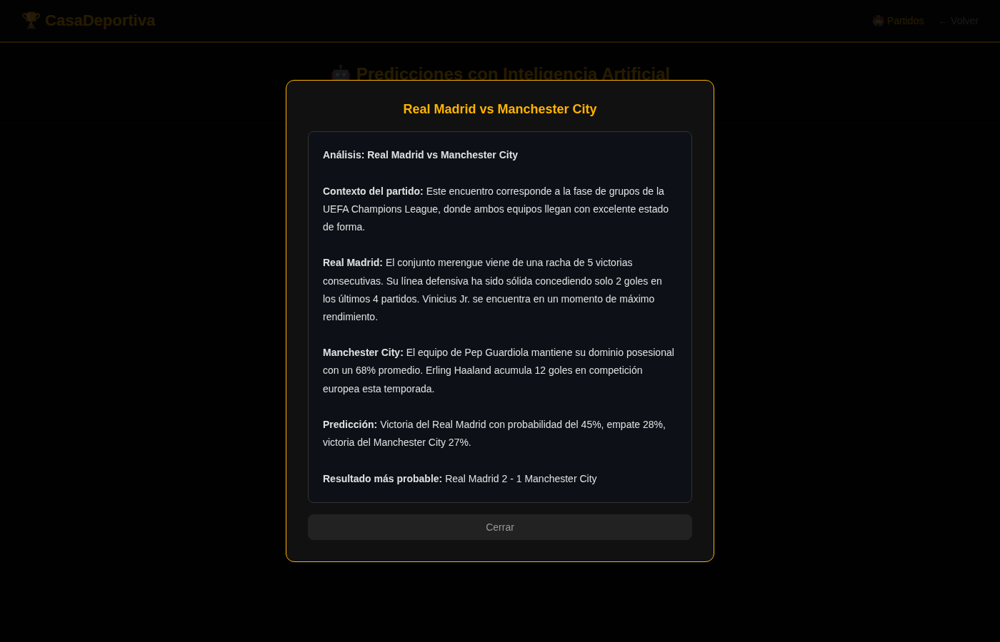 🏆 CasaDeportiva
Partidos
← Volver
🤖 Predicciones con Inteligencia Artificial
Real Madrid vs Manchester City
Análisis: Real Madrid vs Manchester City
Contexto del partido: Este encuentro corresponde a la fase de grupos de la
UEFA Champions League, donde ambos equipos llegan con excelente estado
de forma.
Real Madrid: El conjunto merengue viene de una racha de 5 victorias
consecutivas. Su línea defensiva ha sido sólida concediendo solo 2 goles en
los últimos 4 partidos. Vinicius Jr. se encuentra en un momento de máximo
rendimiento.
Manchester City: El equipo de Pep Guardiola mantiene su dominio posesional
con un 68% promedio. Erling Haaland acumula 12 goles en competición
europea esta temporada.
Predicción: Victoria del Real Madrid con probabilidad del 45%, empate 28%,
victoria del Manchester City 27%.
Resultado más probable: Real Madrid 2 - 1 Manchester City
Cerrar